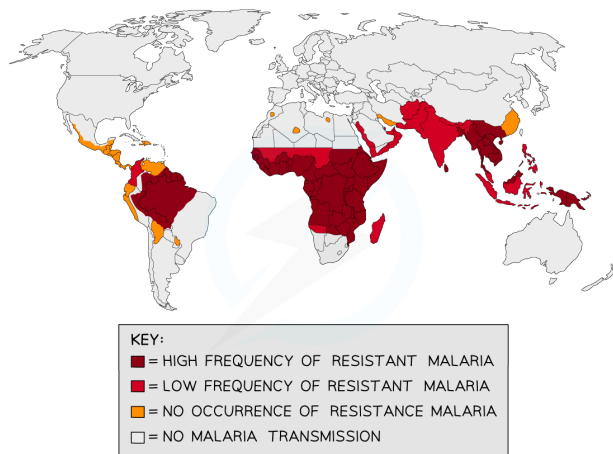 KEY:
= HIGH FREQUENCY OF RESISTANT MALARIA
= LOW FREQUENCY OF RESISTANT MALARIA
= NO OCCURRENCE OF RESISTANCE MALARIA
= NO MALARIA TRANSMISSION